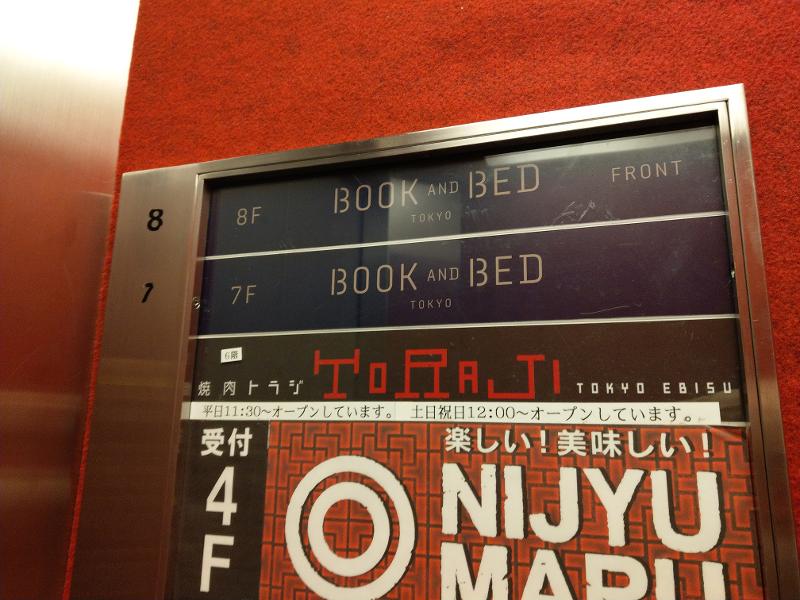 8
8F
BOOK AND BED
TOKYO
FRONT
7
7F
BOOK AND BED
TOKYO
6階
焼肉トラジ
TORAJI
TOKYO EBISU
平日11:30～オープンしています。 土日祝日12:00～オープンしています。
受付
4F
楽しい！美味しい！
NIJYU
MARU